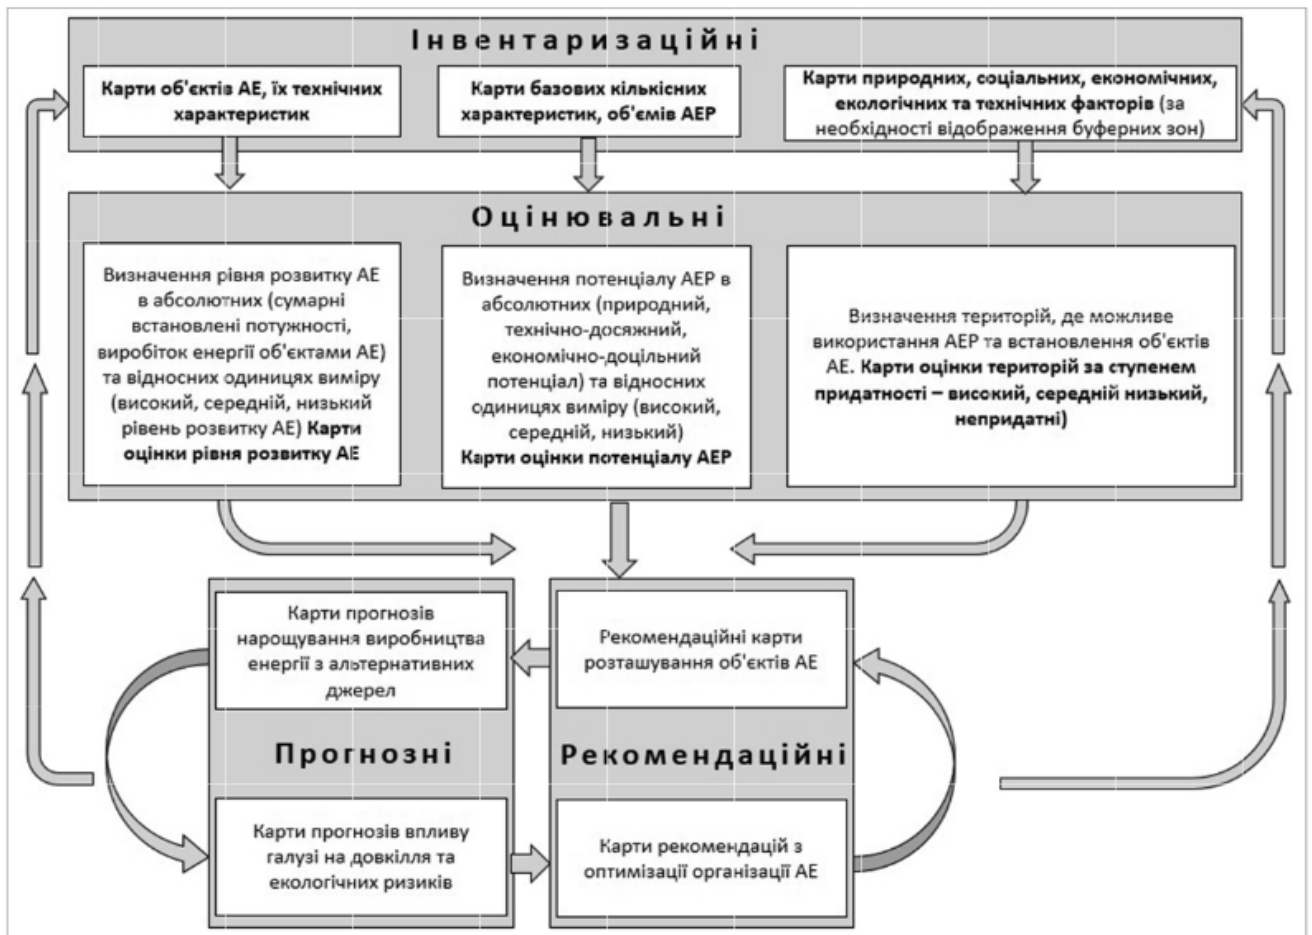 Інвентаризаційні
Карти об'єктів АЕ, їх технічних
характеристик
Карти базових кількісних
характеристик, об'ємів АЕР
Карти природних, соціальних, економічних,
екологічних та технічних факторів (за
необхідності відображення буферних зон)
Оцінювальні
Визначення рівня розвитку АЕ
в абсолютних (сумарні
встановлені потужності,
виробіток енергії об'єктами АЕ)
та відносних одиницях виміру
(високий, середній, низький
рівень розвитку АЕ) Карти
оцінки рівня розвитку АЕ
Визначення потенціалу АЕР в
абсолютних (природний,
технічно-досяжний,
економічно-доцільний
потенціал) та відносних
одиницях виміру (високий,
середній, низький)
Карти оцінки потенціалу АЕР
Визначення територій, де можливе
використання АЕР та встановлення об'єктів
АЕ. Карти оцінки територій за ступенем
придатності – високий, середній низький,
непридатні)
Карти прогнозів
нарощування виробництва
енергії з альтернативних
джерел
Рекомендаційні карти
розташування об'єктів АЕ
Прогнозні
Рекомендаційні
Карти прогнозів впливу
галузі на довкілля та
екологічних ризиків
Карти рекомендацій з
оптимізації організації АЕ